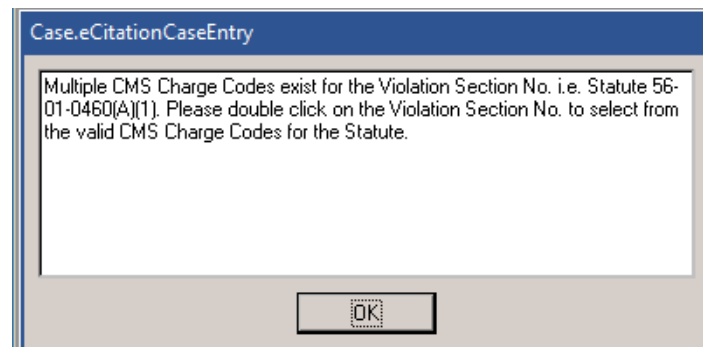 Case.eCitationCaseEntry
Multiple CMS Charge Codes exist for the Violation Section No. i.e. Statute 56-
01-0460(A)(1). Please double click on the Violation Section No. to select from
the valid CMS Charge Codes for the Statute.
OK